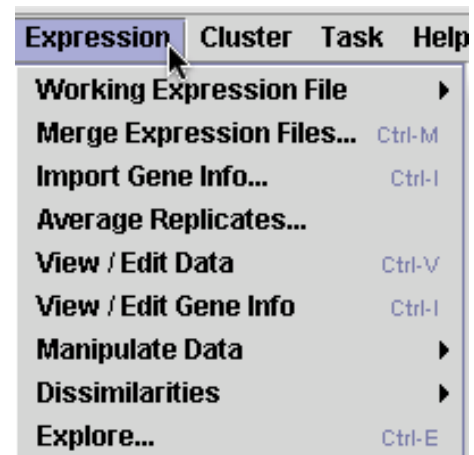 Expression Cluster Task Help
Working Expression File
Merge Expression Files... Ctrl-M
Import Gene Info... Ctrl-I
Average Replicates...
View / Edit Data Ctrl-V
View / Edit Gene Info Ctrl-I
Manipulate Data
Dissimilarities
Explore... Ctrl-E